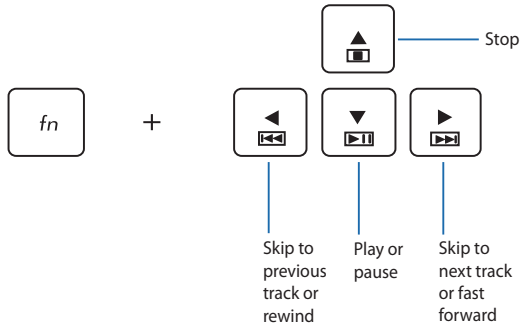 Stop
fn +
Skip to
previous
track or
rewind
Play or
pause
Skip to
next track
or fast
forward